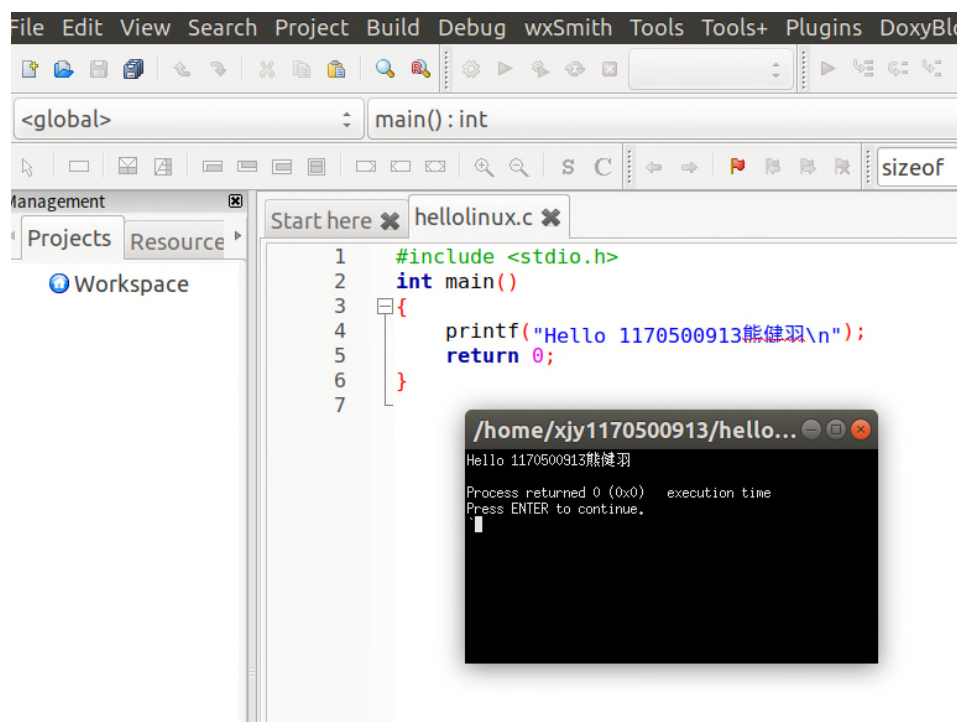 File Edit View Search Project Build Debug wxSmith Tools Tools+ Plugins DoxyBlo
<global> main() : int
S C sizeof
Management
Projects Resource
Start here hellolinux.c
Workspace
1 #include <stdio.h>
2 int main()
3 {
4 printf("Hello 1170500913熊健羽\n");
5 return 0;
6 }
7
/home/xjy1170500913/hello...
Hello 1170500913熊健羽
Process returned 0 (0x0) execution time
Press ENTER to continue.
`